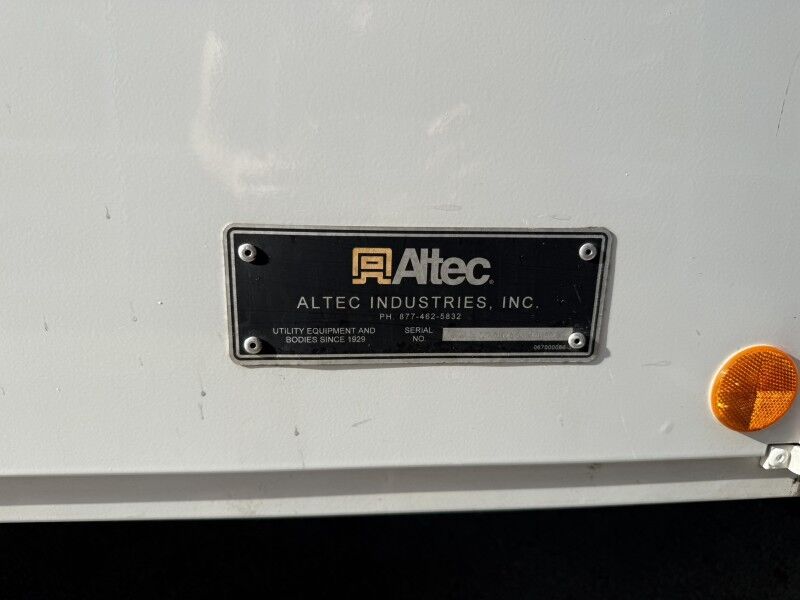 Altec
ALTEC INDUSTRIES, INC.
PH. 877-462-5832
UTILITY EQUIPMENT AND
BODIES SINCE 1929
SERIAL
NO.